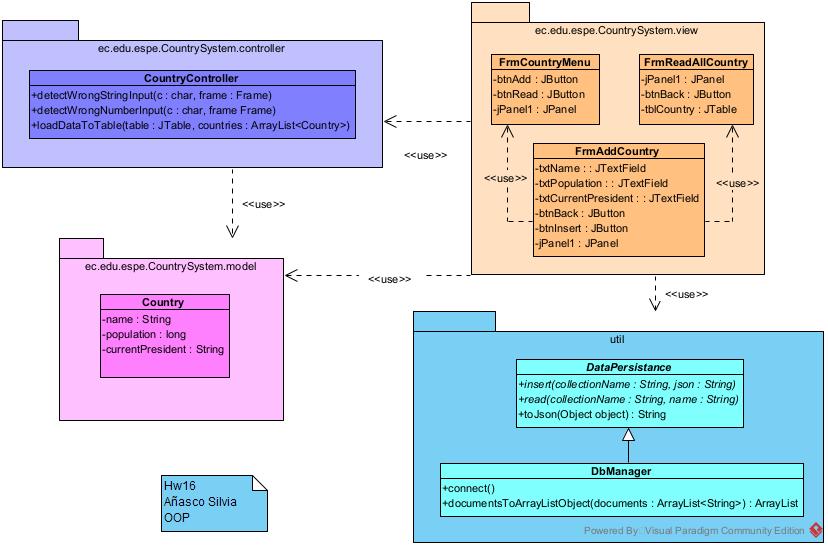 ec.edu.espe.CountrySystem.controller
CountryController
+detectWrongStringInput(c : char, frame : Frame)
+detectWrongNumberInput(c : char, frame Frame)
+loadDataToTable(table : JTable, countries : ArrayList<Country>)
ec.edu.espe.CountrySystem.view
FrmCountryMenu
-btnAdd : JButton
-btnRead : JButton
-jPanel1 : JPanel
FrmReadAllCountry
-jPanel1 : JPanel
-btnBack : JButton
-tblCountry : JTable
FrmAddCountry
-txtName : : JTextField
-txtPopulation : : JTextField
-txtCurrentPresident : : JTextField
-btnBack : JButton
-btnInsert : JButton
-jPanel1 : JPanel
<<use>>
<<use>>
<<use>>
<<use>>
<<use>>
<<use>>
ec.edu.espe.CountrySystem.model
Country
-name : String
-population : long
-currentPresident : String
util
DataPersistance
+insert(collectionName : String, json : String)
+read(collectionName : String, name : String)
+toJson(Object object) : String
DbManager
+connect()
+documentsToArrayListObject(documents : ArrayList<String>) : ArrayList
Hw16
Añasco Silvia
OOP
Powered By Visual Paradigm Community Edition